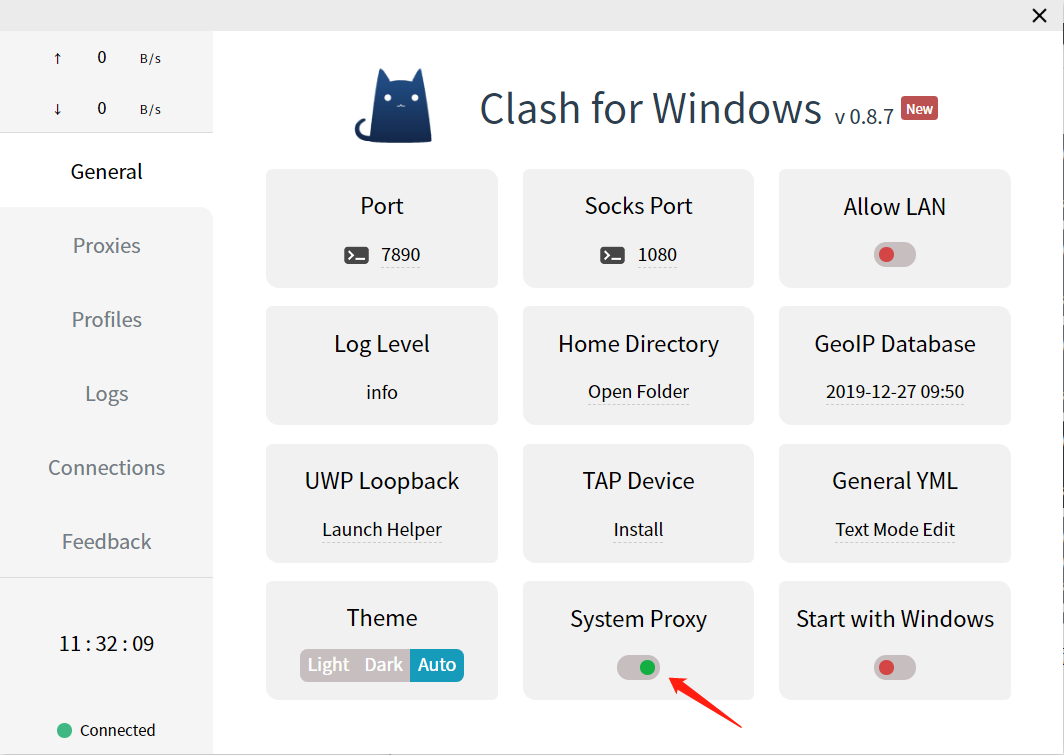 ↑ 0 B/s
↓ 0 B/s
General
Proxies
Profiles
Logs
Connections
Feedback
11 : 32 : 09
Connected
Clash for Windows v 0.8.7 New
Port
7890
Socks Port
1080
Allow LAN
Log Level
info
Home Directory
Open Folder
GeoIP Database
2019-12-27 09:50
UWP Loopback
Launch Helper
TAP Device
Install
General YML
Text Mode Edit
Theme
Light Dark Auto
System Proxy
Start with Windows